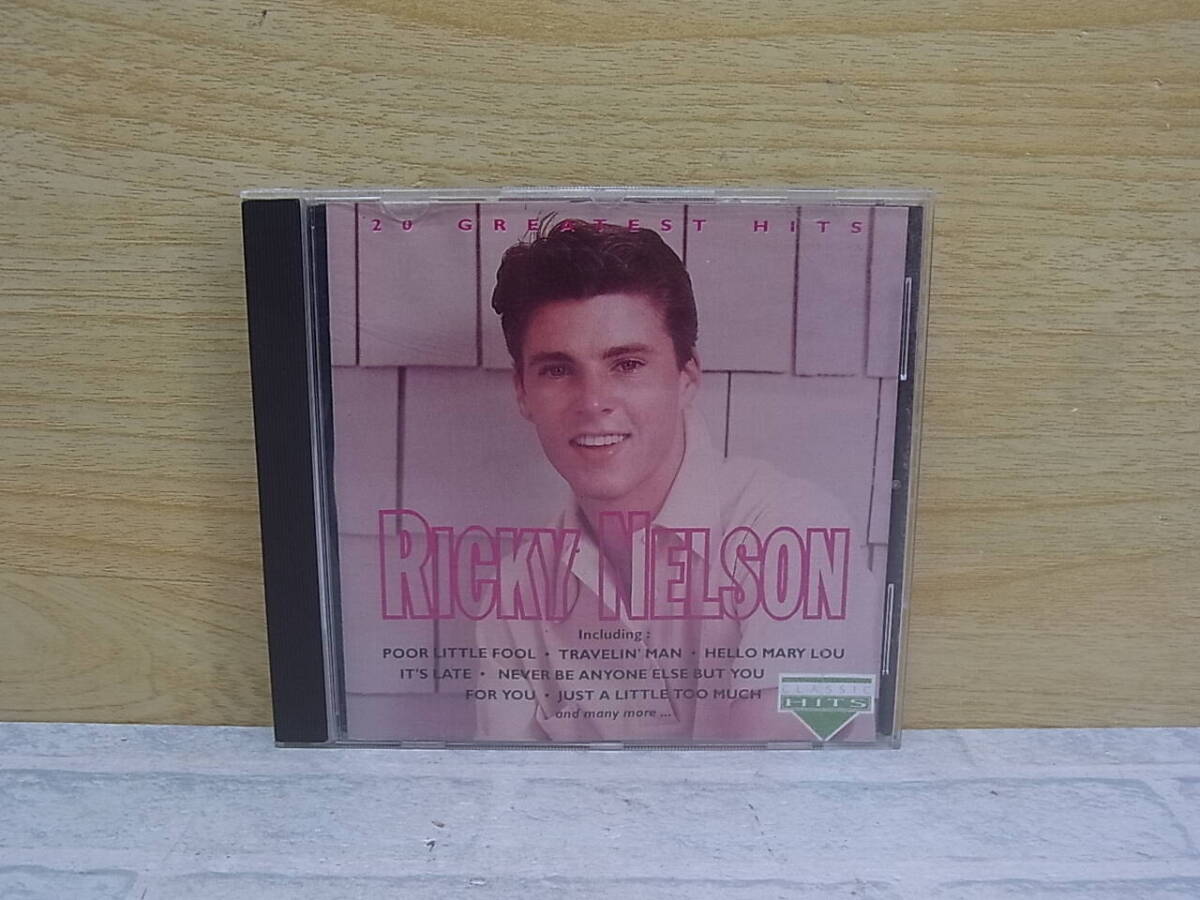 20 GREATEST HITS
RICKY NELSON
Including :
POOR LITTLE FOOL • TRAVELIN' MAN • HELLO MARY LOU
IT'S LATE • NEVER BE ANYONE ELSE BUT YOU
FOR YOU • JUST A LITTLE TOO MUCH
and many more ...
CLASSIC
HITS